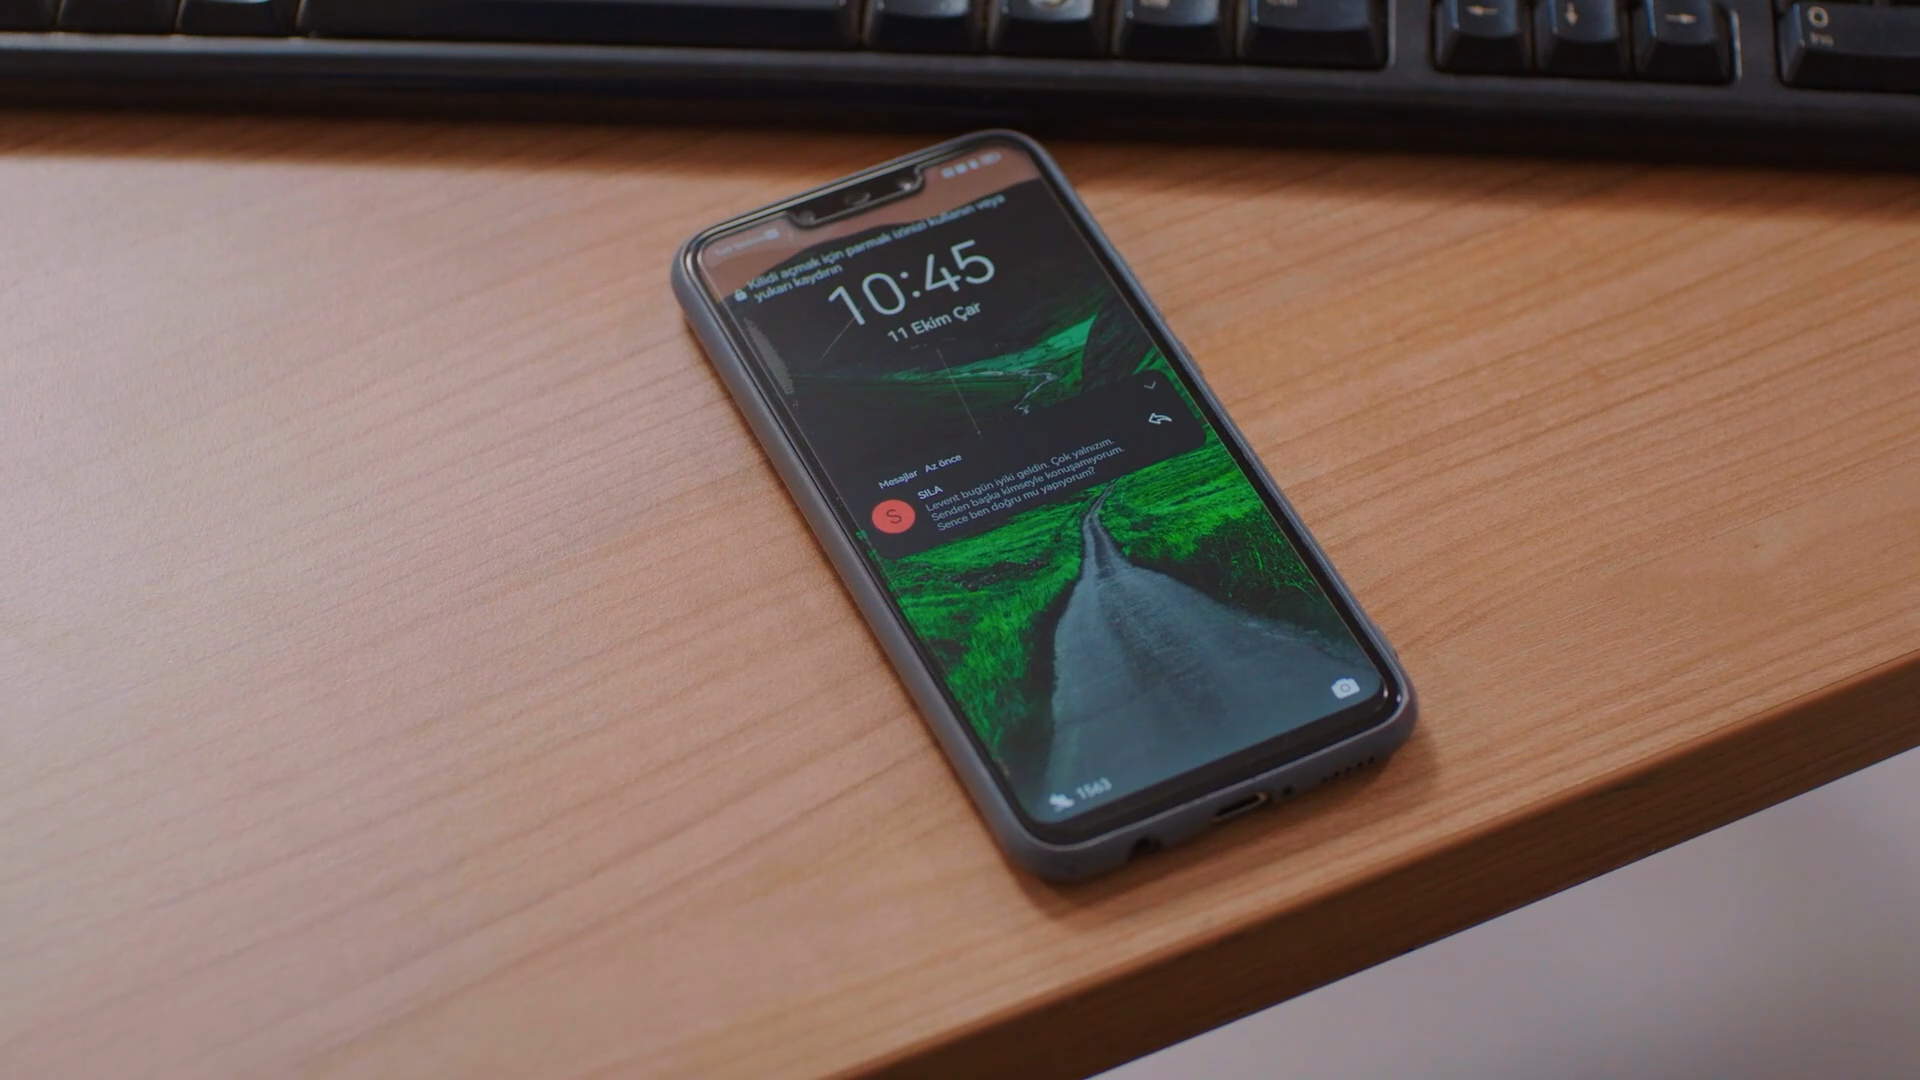 Kilidi açmak için parmak izinizi kullanın veya
yukarı kaydırın
10:45
11 Ekim Çar
Mesajlar Az önce
SILA
Levent bugün iyiki geldin. Çok yalnızım.
Senden başka kimseyle konuşamıyorum.
Sence ben doğru mu yapıyorum?
S
1563